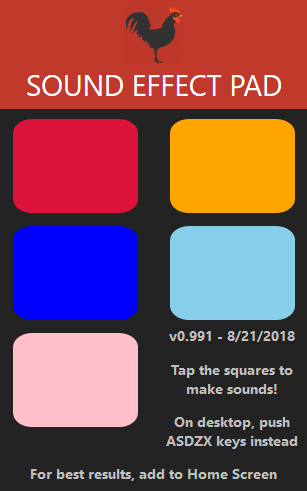 SOUND EFFECT PAD
v0.991 - 8/21/2018
Tap the squares to
make sounds!
On desktop, push
ASDZX keys instead
For best results, add to Home Screen